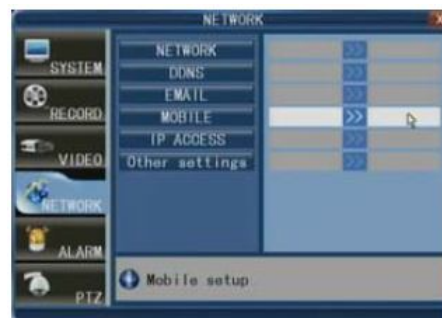 NETWORK
SYSTEM
RECORD
VIDEO
NETWORK
ALARM
PTZ
NETWORK
DDNS
EMAIL
MOBILE
IP ACCESS
Other settings
>>
>>
>>
>>
>>
>>
Mobile setup